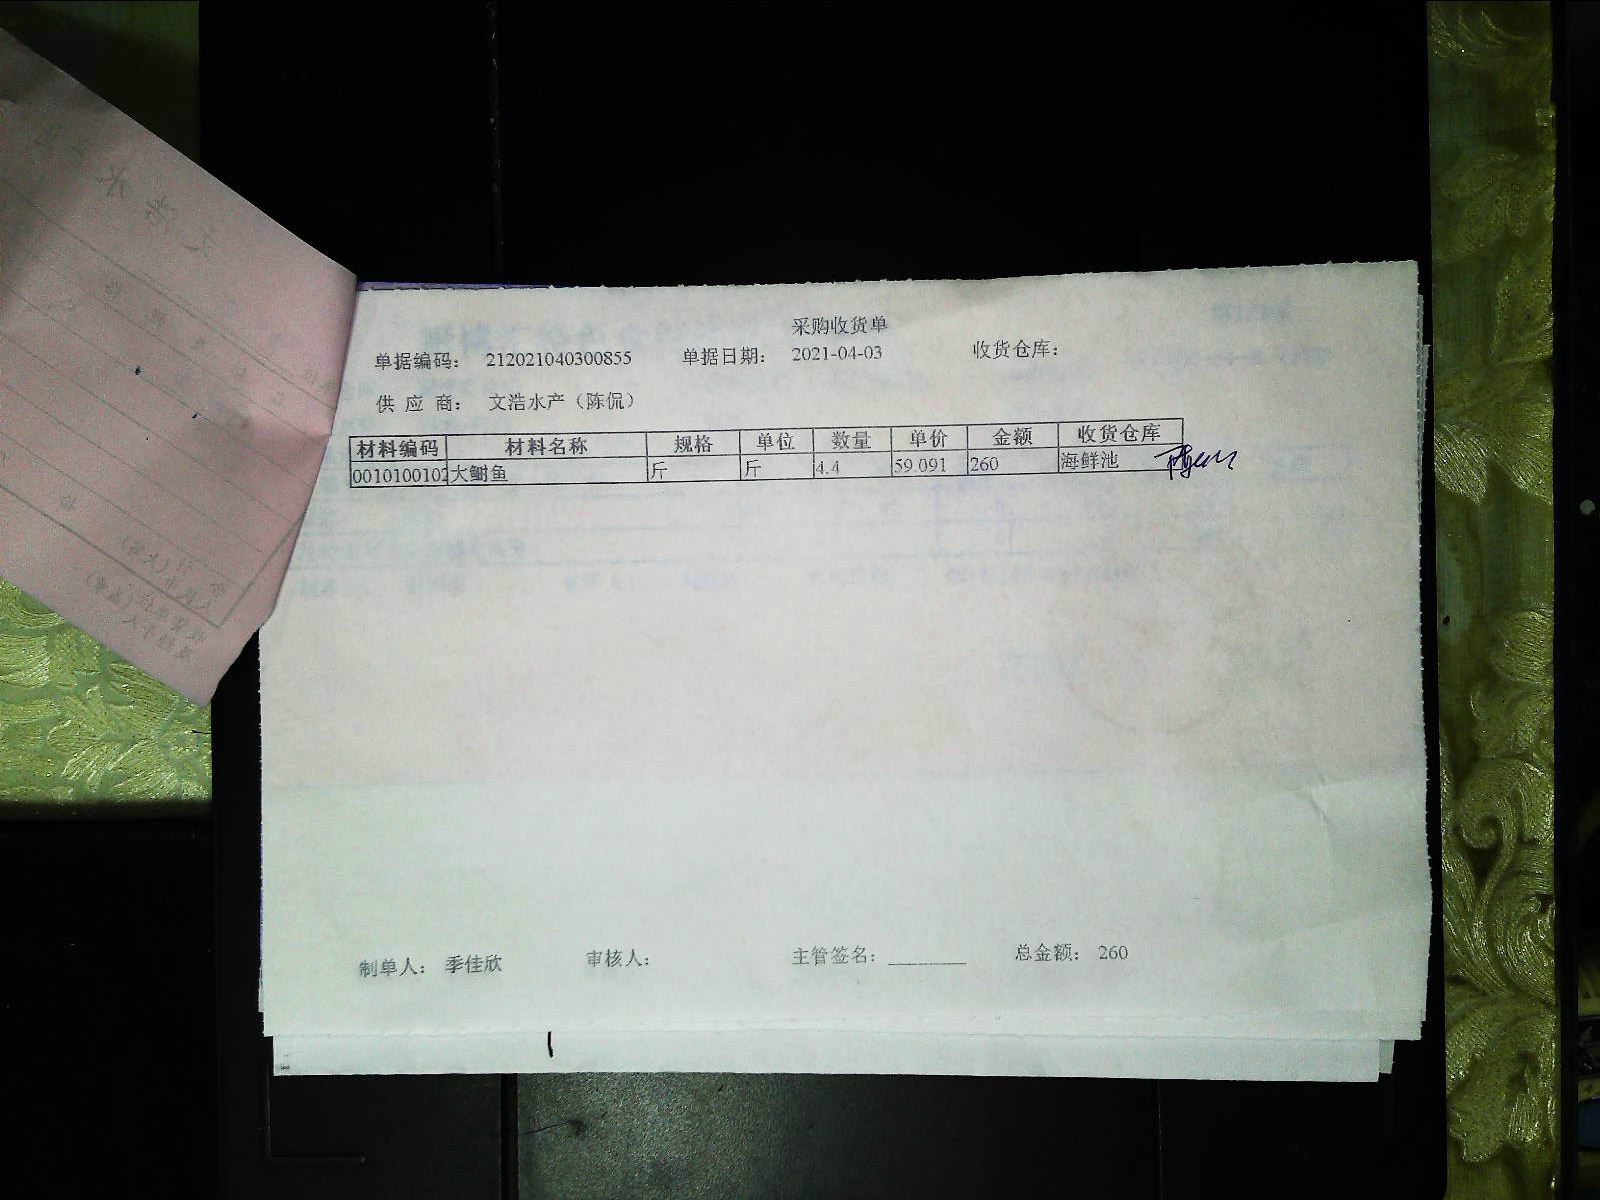 采购收货单
单据编码： 212021040300855 单据日期： 2021-04-03 收货仓库：
供 应 商： 文浩水产（陈侃）
材料编码 材料名称 规格 单位 数量 单价 金额 收货仓库
0010100102 大鲥鱼 斤 斤 4.4 59.091 260 海鲜池
制单人： 季佳欣 审核人： 主管签名：________ 总金额： 260